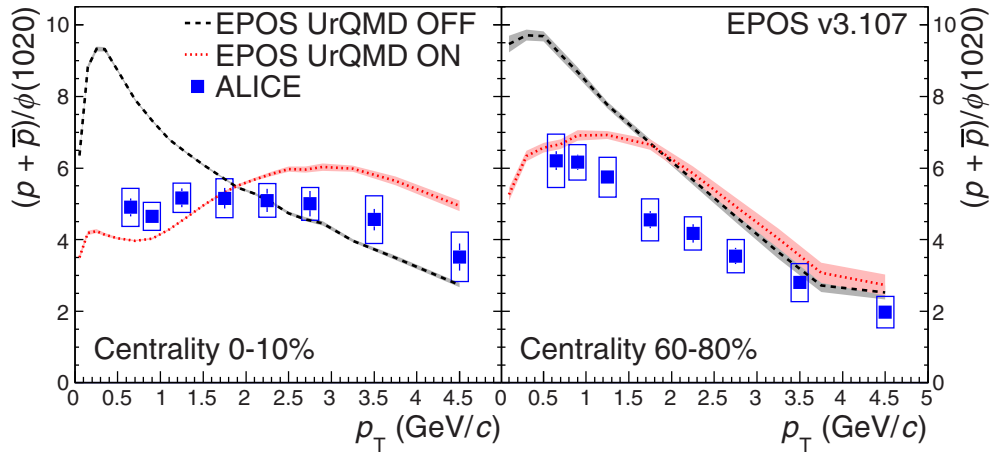 EPOS UrQMD OFF
EPOS UrQMD ON
ALICE
EPOS v3.107
(p + p̅)/ϕ(1020)
(p + p̅)/ϕ(1020)
10
8
6
4
2
0
10
8
6
4
2
0
Centrality 0-10%
Centrality 60-80%
0 0.5 1 1.5 2 2.5 3 3.5 4 4.5
0.5 1 1.5 2 2.5 3 3.5 4 4.5 5
p_T (GeV/c)
p_T (GeV/c)